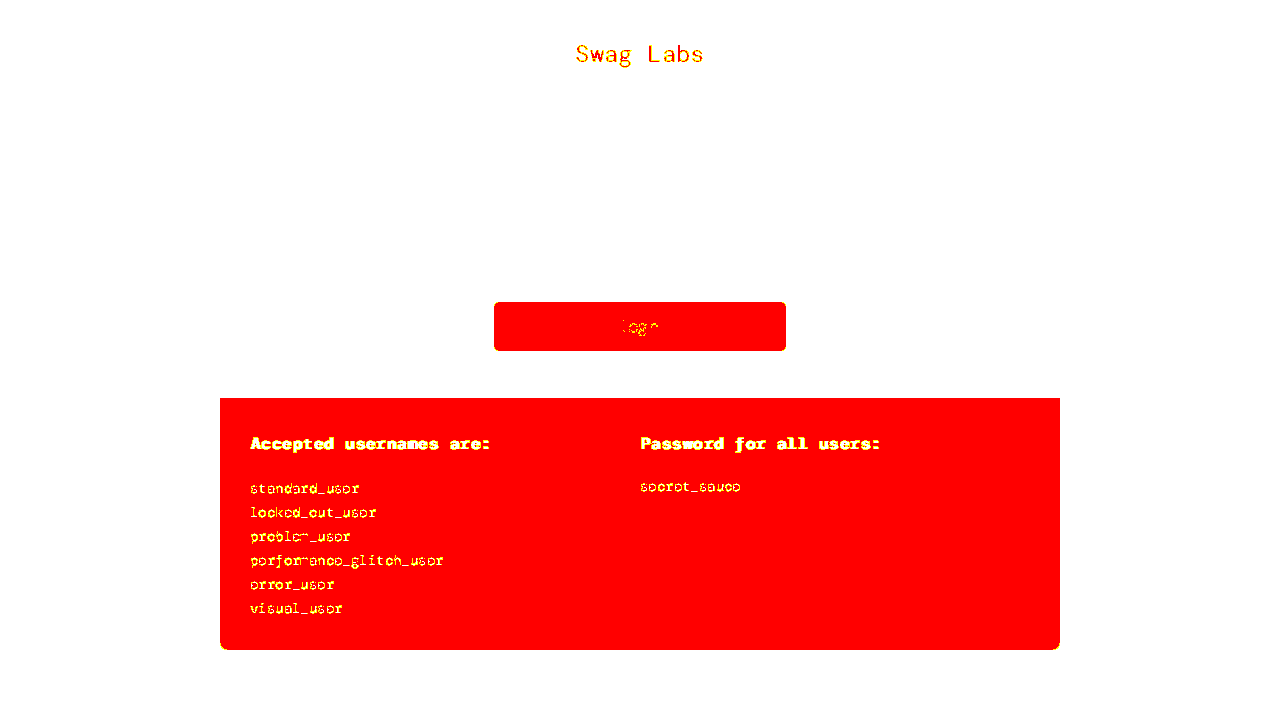 Swag Labs
Login
Accepted usernames are:
Password for all users:
standard_user
secret_sauce
locked_out_user
problem_user
performance_glitch_user
error_user
visual_user